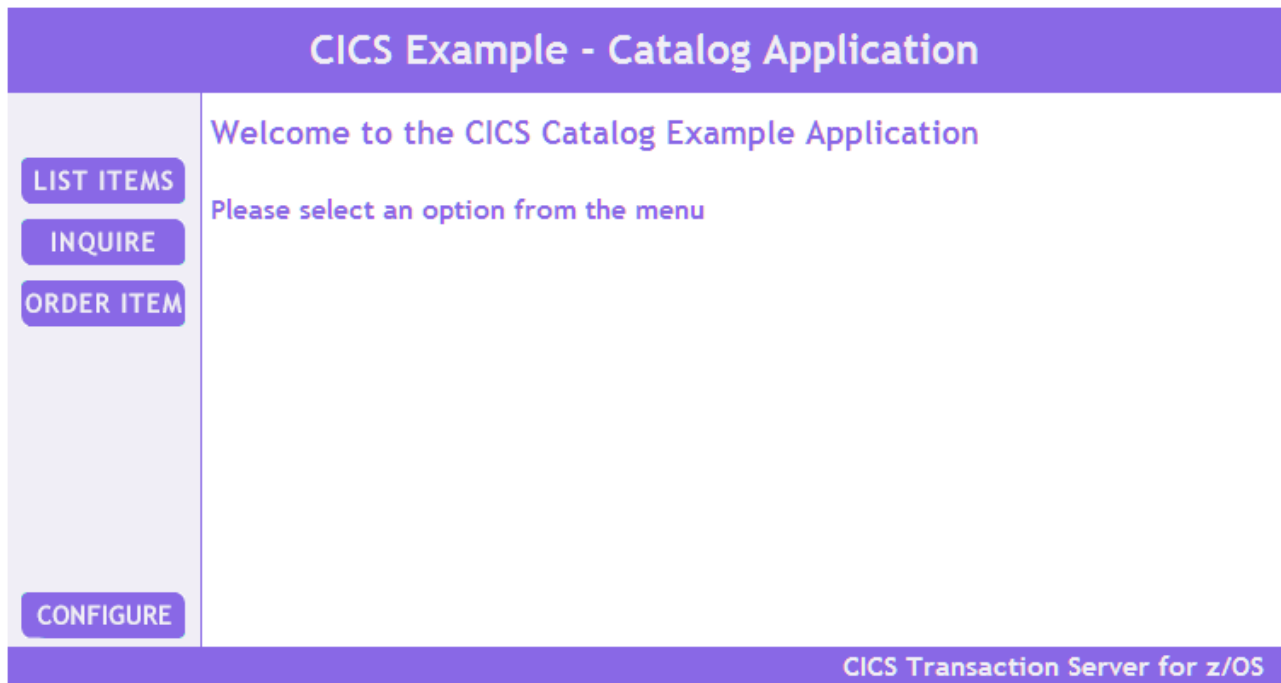 CICS Example - Catalog Application
Welcome to the CICS Catalog Example Application
LIST ITEMS
Please select an option from the menu
INQUIRE
ORDER ITEM
CONFIGURE
CICS Transaction Server for z/OS